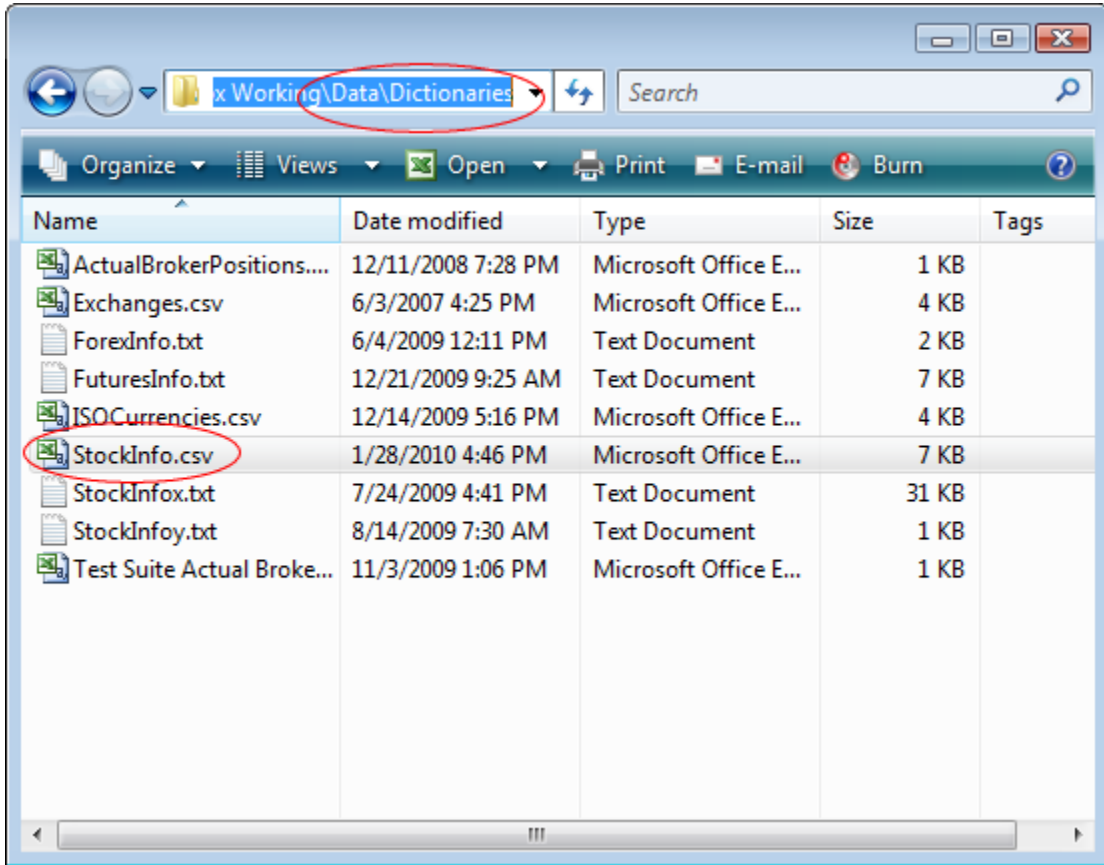 x Working\Data\Dictionaries Search
Organize Views Open Print E-mail Burn ?
Name Date modified Type Size Tags
ActualBrokerPositions.... 12/11/2008 7:28 PM Microsoft Office E... 1 KB
Exchanges.csv 6/3/2007 4:25 PM Microsoft Office E... 4 KB
ForexInfo.txt 6/4/2009 12:11 PM Text Document 2 KB
FuturesInfo.txt 12/21/2009 9:25 AM Text Document 7 KB
ISOCurrencies.csv 12/14/2009 5:16 PM Microsoft Office E... 4 KB
StockInfo.csv 1/28/2010 4:46 PM Microsoft Office E... 7 KB
StockInfox.txt 7/24/2009 4:41 PM Text Document 31 KB
StockInfoy.txt 8/14/2009 7:30 AM Text Document 1 KB
Test Suite Actual Broke... 11/3/2009 1:06 PM Microsoft Office E... 1 KB